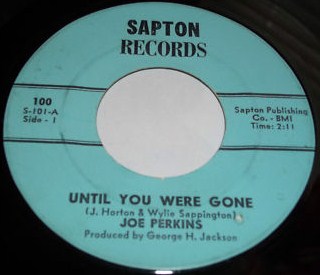 SAPTON
RECORDS
100
S-101-A
Side - 1
Sapton Publishing
Co. - BMI
Time: 2:11
UNTIL YOU WERE GONE
(J. Horton & Wylie Sappington)
JOE PERKINS
Produced by George H. Jackson